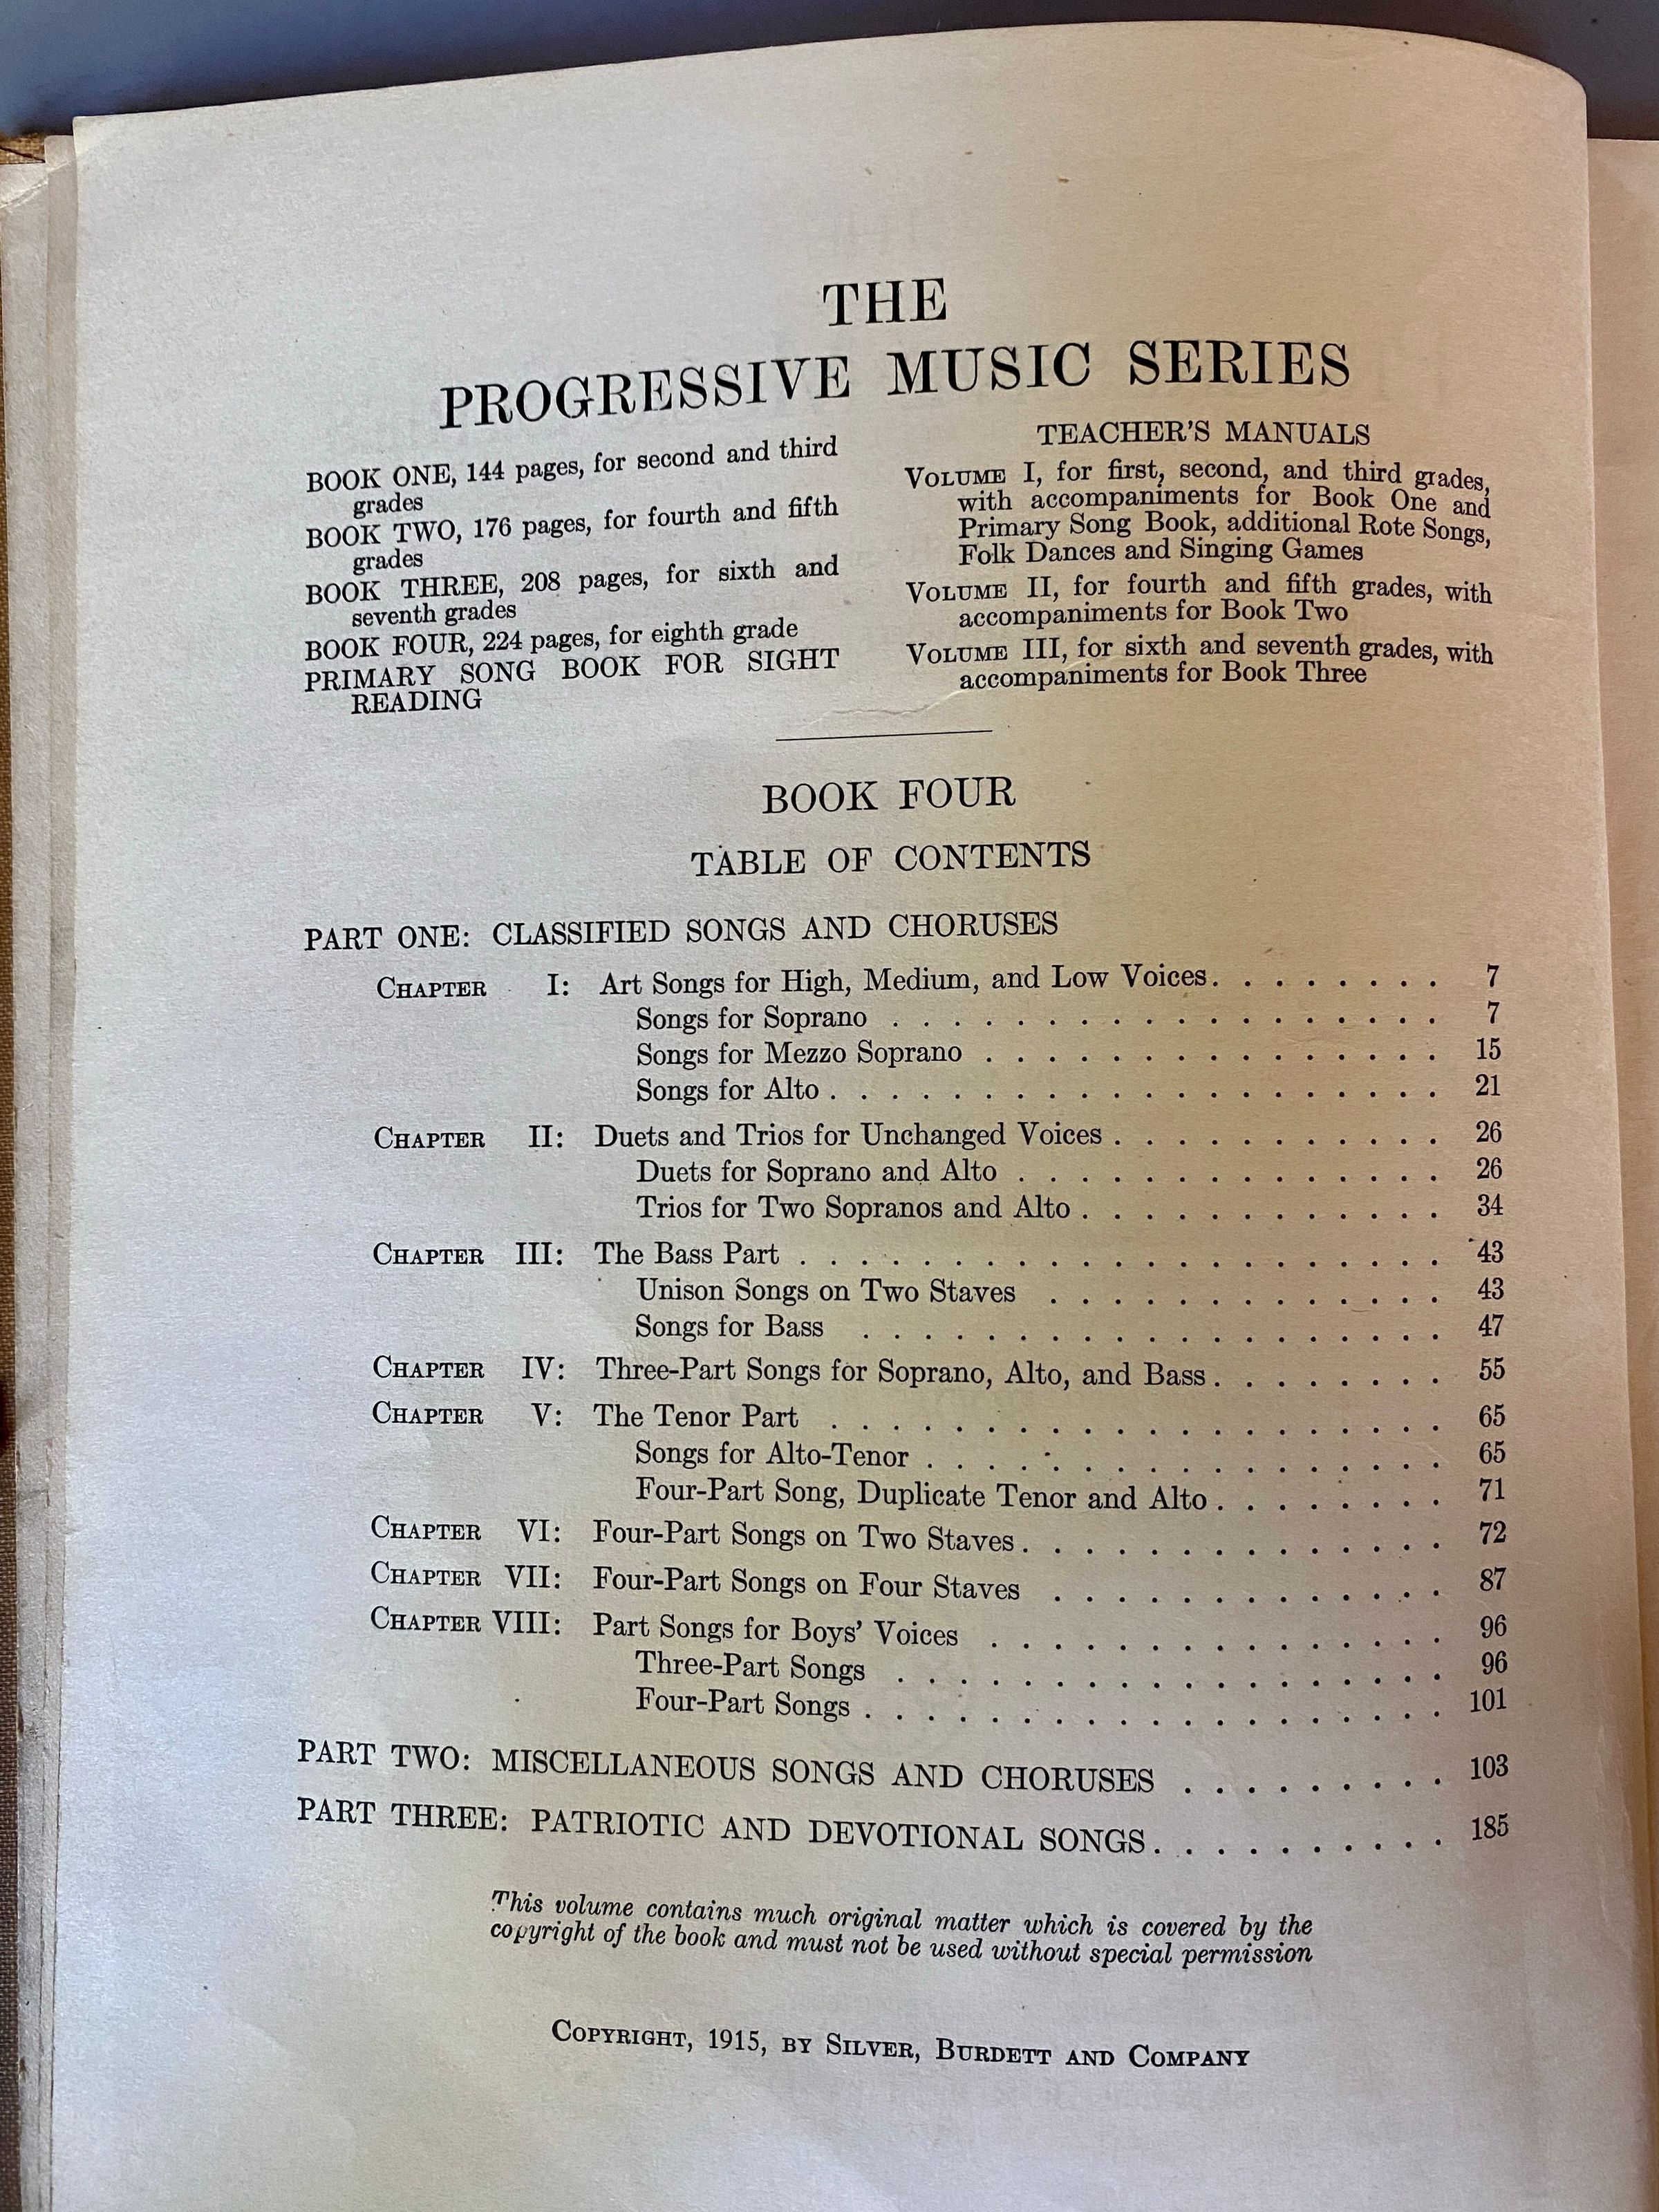 THE
PROGRESSIVE MUSIC SERIES
BOOK ONE, 144 pages, for second and third
grades
BOOK TWO, 176 pages, for fourth and fifth
grades
BOOK THREE, 208 pages, for sixth and
seventh grades
BOOK FOUR, 224 pages, for eighth grade
PRIMARY SONG BOOK FOR SIGHT
READING
TEACHER'S MANUALS
VOLUME I, for first, second, and third grades,
with accompaniments for Book One and
Primary Song Book, additional Rote Songs,
Folk Dances and Singing Games
VOLUME II, for fourth and fifth grades, with
accompaniments for Book Two
VOLUME III, for sixth and seventh grades, with
accompaniments for Book Three
BOOK FOUR
TABLE OF CONTENTS
PART ONE: CLASSIFIED SONGS AND CHORUSES
CHAPTER I: Art Songs for High, Medium, and Low Voices . . . . . . . . 7
Songs for Soprano . . . . . . . . . . . . . . . . . . 7
Songs for Mezzo Soprano . . . . . . . . . . . . . . . 15
Songs for Alto . . . . . . . . . . . . . . . . . . . . 21
CHAPTER II: Duets and Trios for Unchanged Voices . . . . . . . . . . . 26
Duets for Soprano and Alto . . . . . . . . . . . . . . 26
Trios for Two Sopranos and Alto . . . . . . . . . . . . 34
CHAPTER III: The Bass Part . . . . . . . . . . . . . . . . . . . . . 43
Unison Songs on Two Staves . . . . . . . . . . . . . 43
Songs for Bass . . . . . . . . . . . . . . . . . . . 47
CHAPTER IV: Three-Part Songs for Soprano, Alto, and Bass . . . . . . . . 55
CHAPTER V: The Tenor Part . . . . . . . . . . . . . . . . . . . . 65
Songs for Alto-Tenor . . . . . . . . . . . . . . . . . 65
Four-Part Song, Duplicate Tenor and Alto . . . . . . . . 71
CHAPTER VI: Four-Part Songs on Two Staves . . . . . . . . . . . . . . 72
CHAPTER VII: Four-Part Songs on Four Staves . . . . . . . . . . . . . 87
CHAPTER VIII: Part Songs for Boys' Voices . . . . . . . . . . . . . . . 96
Three-Part Songs . . . . . . . . . . . . . . . . . . 96
Four-Part Songs . . . . . . . . . . . . . . . . . . . 101
PART TWO: MISCELLANEOUS SONGS AND CHORUSES . . . . . . . . . 103
PART THREE: PATRIOTIC AND DEVOTIONAL SONGS . . . . . . . . . . 185
This volume contains much original matter which is covered by the
copyright of the book and must not be used without special permission
COPYRIGHT, 1915, BY SILVER, BURDETT AND COMPANY